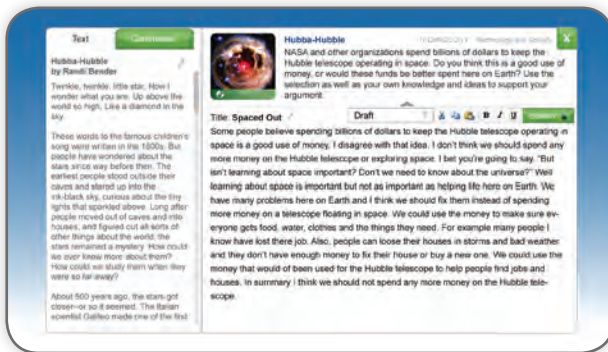 Text
Comments
Hubba-Hubble
by Randi Bender
Twinkle, twinkle, little star, How I
wonder what you are. Up above the
world so high, Like a diamond in the
sky.
These words to the famous children's
song were written in the 1800s. But
people have wondered about the
stars since way before then. The
earliest people stood outside their
caves and stared up into the
ink-black sky, curious about the tiny
lights that sparkled above. Long after
people moved out of caves and into
houses, and figured out all sorts of
other things about the world, the
stars remained a mystery. How could
we ever know more about them?
How could we study them when they
were so far away?
About 500 years ago, the stars got
closer–or so it seemed. The Italian
scientist Galileo made one of the first
Hubba-Hubble
X
NASA and other organizations spend billions of dollars to keep the
Hubble telescope operating in space. Do you think this is a good use of
money, or would these funds be better spent here on Earth? Use the
selection as well as your own knowledge and ideas to support your
argument.
Title: Spaced Out
Draft
B I U
Some people believe spending billions of dollars to keep the Hubble telescope operating in
space is a good use of money. I disagree with that idea. I don't think we should spend any
more money on the Hubble telescope or exploring space. I bet you're going to say, "But
isn't learning about space important? Don't we need to know about the universe?" Well
learning about space is important but not as important as helping life here on Earth. We
have many problems here on Earth and I think we should fix them instead of spending
more money on a telescope floating in space. We could use the money to make sure ev-
eryone gets food, water, clothes and the things they need. For example many people I
know have lost there job. Also, people can loose their houses in storms and bad weather
and they don't have enough money to fix their house or buy a new one. We could use the
money that would of been used for the Hubble telescope to help people find jobs and
houses. In summary I think we should not spend any more money on the Hubble tele-
scope.